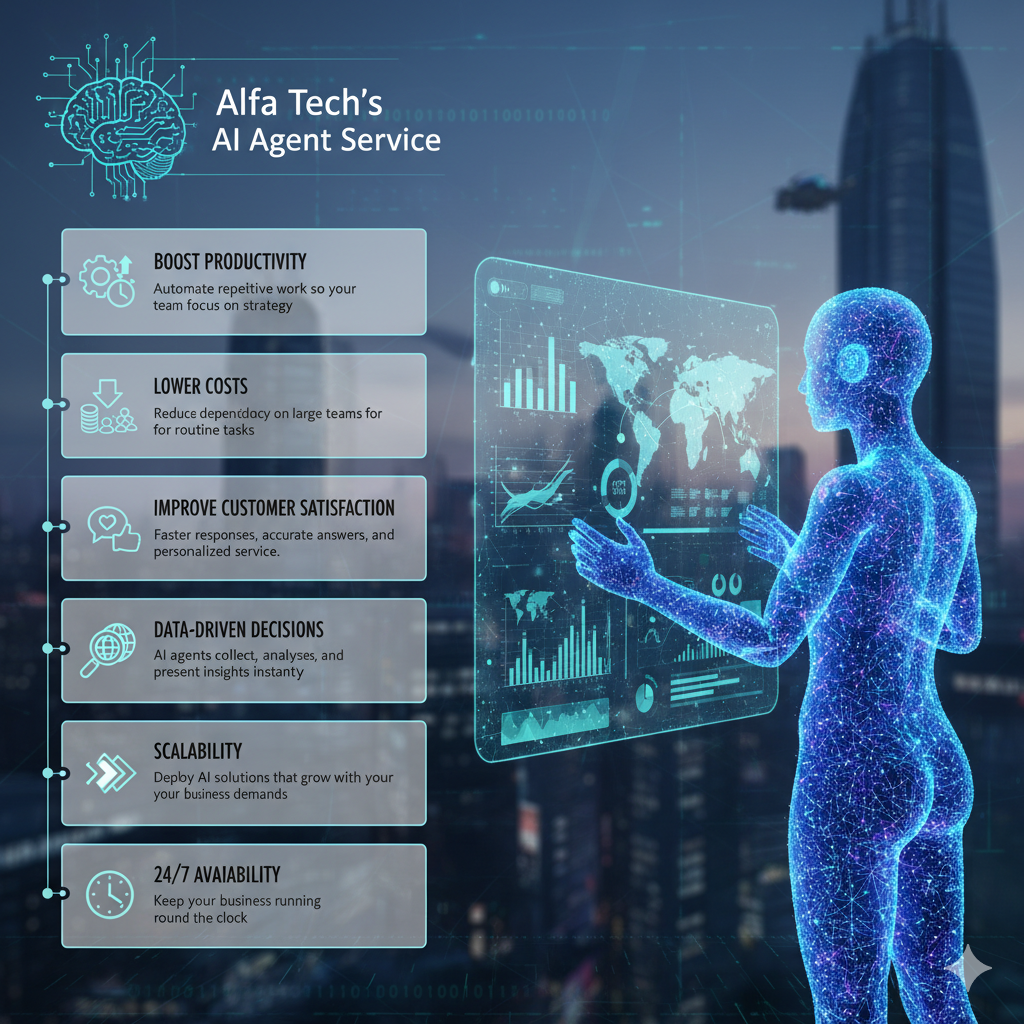 Alfa Tech's
AI Agent Service
BOOST PRODUCTIVITY
Automate repeitive work so your
team focus on strategy
LOWER COSTS
Reduce on large teams for
for routine tasks
IMPROVE CUSTOMER SATISFACTION
Faster responses, accurate answers, and
personalized service.
DATA-DRIVEN DECISIONS
AI agents collect, analyses, and
present insights instanty
SCALABILITY
Deploy AI solutions that grow with your
your business demands
24/7 AVAIABILITY
Keep your business running
round the clock